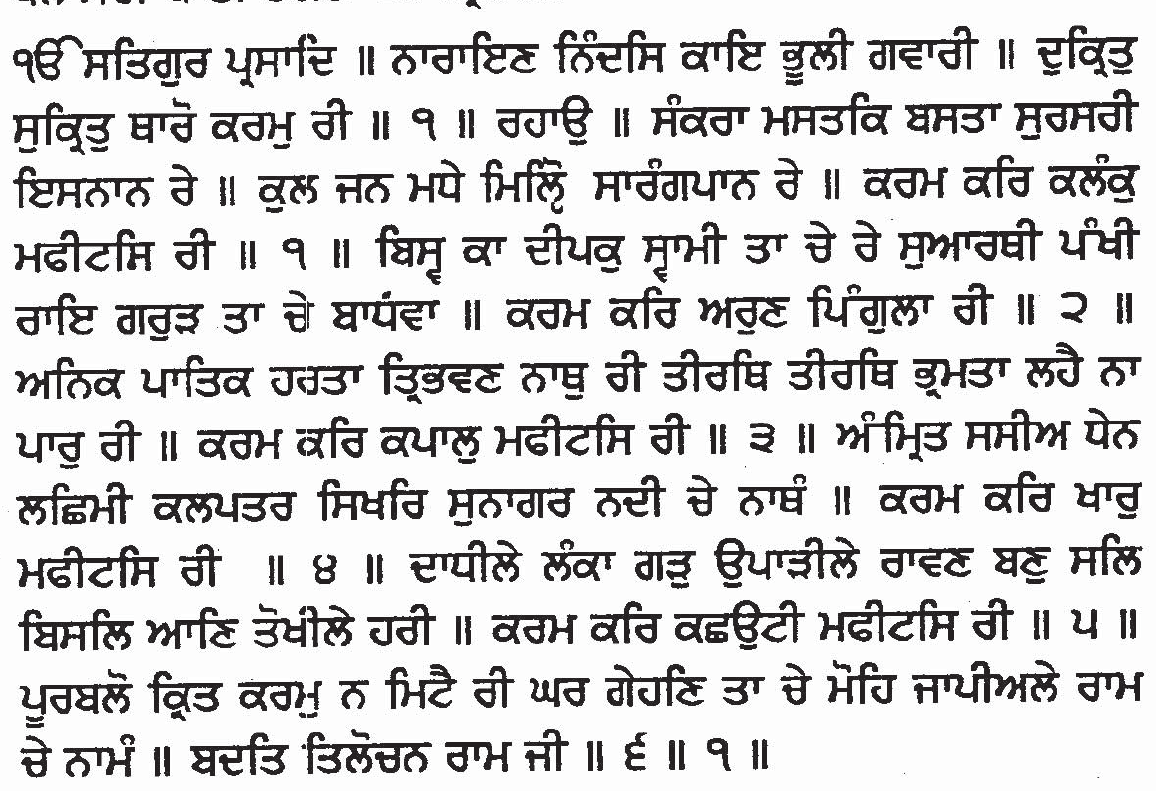 ੴ ਸਤਿਗੁਰ ਪ੍ਰਸਾਦਿ ॥ ਨਾਰਾਇਣ ਨਿੰਦਸਿ ਕਾਇ ਭੂਲੀ ਗਵਾਰੀ ॥ ਦੁਕ੍ਰਿਤੁ
ਸੁਕ੍ਰਿਤੁ ਥਾਰੋ ਕਰਮੁ ਰੀ ॥ ੧ ॥ ਰਹਾਉ ॥ ਸੰਕਰਾ ਮਸਤਕਿ ਬਸਤਾ ਸੁਰਸਰੀ
ਇਸਨਾਨ ਰੇ ॥ ਕੁਲ ਜਨ ਮਧੇ ਮਿਲ੍ਯਿੋ ਸਾਰੰਗਪਾਨ ਰੇ ॥ ਕਰਮ ਕਰਿ ਕਲੰਕੁ
ਮਫੀਟਸਿ ਰੀ ॥ ੧ ॥ ਬਿਸ੍ਵ ਕਾ ਦੀਪਕੁ ਸ੍ਵਾਮੀ ਤਾ ਚੇ ਰੇ ਸੁਆਰਥੀ ਪੰਖੀ
ਰਾਇ ਗਰੁੜ ਤਾ ਚੇ ਬਾਧਵਾ ॥ ਕਰਮ ਕਰਿ ਅਰੁਣ ਪਿੰਗੁਲਾ ਰੀ ॥ ੨ ॥
ਅਨਿਕ ਪਾਤਿਕ ਹਰਤਾ ਤ੍ਰਿਭਵਣ ਨਾਥੁ ਰੀ ਤੀਰਥਿ ਤੀਰਥਿ ਭ੍ਰਮਤਾ ਲਹੈ ਨਾ
ਪਾਰੁ ਰੀ ॥ ਕਰਮ ਕਰਿ ਕਪਾਲੁ ਮਫੀਟਸਿ ਰੀ ॥ ੩ ॥ ਅੰਮ੍ਰਿਤ ਸਸੀਅ ਧੇਨ
ਲਛਿਮੀ ਕਲਪਤਰ ਸਿਖਰਿ ਸੁਨਾਗਰ ਨਦੀ ਚੇ ਨਾਥੰ ॥ ਕਰਮ ਕਰਿ ਖਾਰੁ
ਮਫੀਟਸਿ ਰੀ ॥ ੪ ॥ ਦਾਧੀਲੇ ਲੰਕਾ ਗੜੁ ਉਪਾੜੀਲੇ ਰਾਵਣ ਬਣੁ ਸਲਿ
ਬਿਸਲਿ ਆਣਿ ਤੋਖੀਲੇ ਹਰੀ ॥ ਕਰਮ ਕਰਿ ਕਛਉਟੀ ਮਫੀਟਸਿ ਰੀ ॥ ੫ ॥
ਪੂਰਬਲੋ ਕ੍ਰਿਤ ਕਰਮੁ ਨ ਮਿਟੈ ਰੀ ਘਰ ਗੇਹਣਿ ਤਾ ਚੇ ਮੋਹਿ ਜਾਪੀਅਲੇ ਰਾਮ
ਚੇ ਨਾਮੰ ॥ ਬਦਤਿ ਤਿਲੋਚਨ ਰਾਮ ਜੀ ॥ ੬ ॥ ੧ ॥